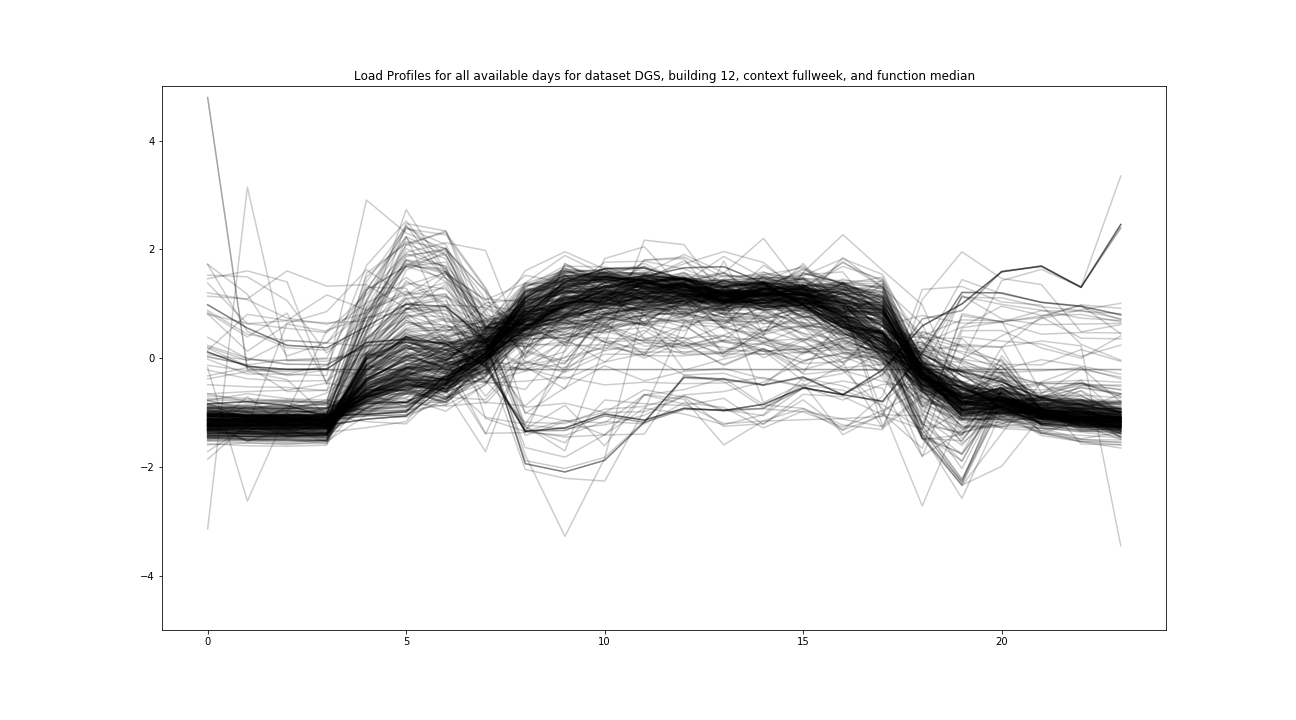 Load Profiles for all available days for dataset DGS, building 12, context fullweek, and function median
4
2
0
−2
−4
0 5 10 15 20